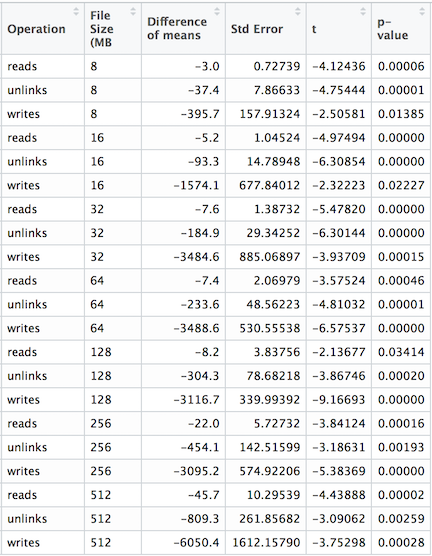 Operation File Size (MB Difference of means Std Error t p-value
reads 8 −3.0 0.72739 −4.12436 0.00006
unlinks 8 −37.4 7.86633 −4.75444 0.00001
writes 8 −395.7 157.91324 −2.50581 0.01385
reads 16 −5.2 1.04524 −4.97494 0.00000
unlinks 16 −93.3 14.78948 −6.30854 0.00000
writes 16 −1574.1 677.84012 −2.32223 0.02227
reads 32 −7.6 1.38732 −5.47820 0.00000
unlinks 32 −184.9 29.34252 −6.30144 0.00000
writes 32 −3484.6 885.06897 −3.93709 0.00015
reads 64 −7.4 2.06979 −3.57524 0.00046
unlinks 64 −233.6 48.56223 −4.81032 0.00001
writes 64 −3488.6 530.55538 −6.57537 0.00000
reads 128 −8.2 3.83756 −2.13677 0.03414
unlinks 128 −304.3 78.68218 −3.86746 0.00020
writes 128 −3116.7 339.99392 −9.16693 0.00000
reads 256 −22.0 5.72732 −3.84124 0.00016
unlinks 256 −454.1 142.51599 −3.18631 0.00193
writes 256 −3095.2 574.92206 −5.38369 0.00000
reads 512 −45.7 10.29539 −4.43888 0.00002
unlinks 512 −809.3 261.85682 −3.09062 0.00259
writes 512 −6050.4 1612.15790 −3.75298 0.00028